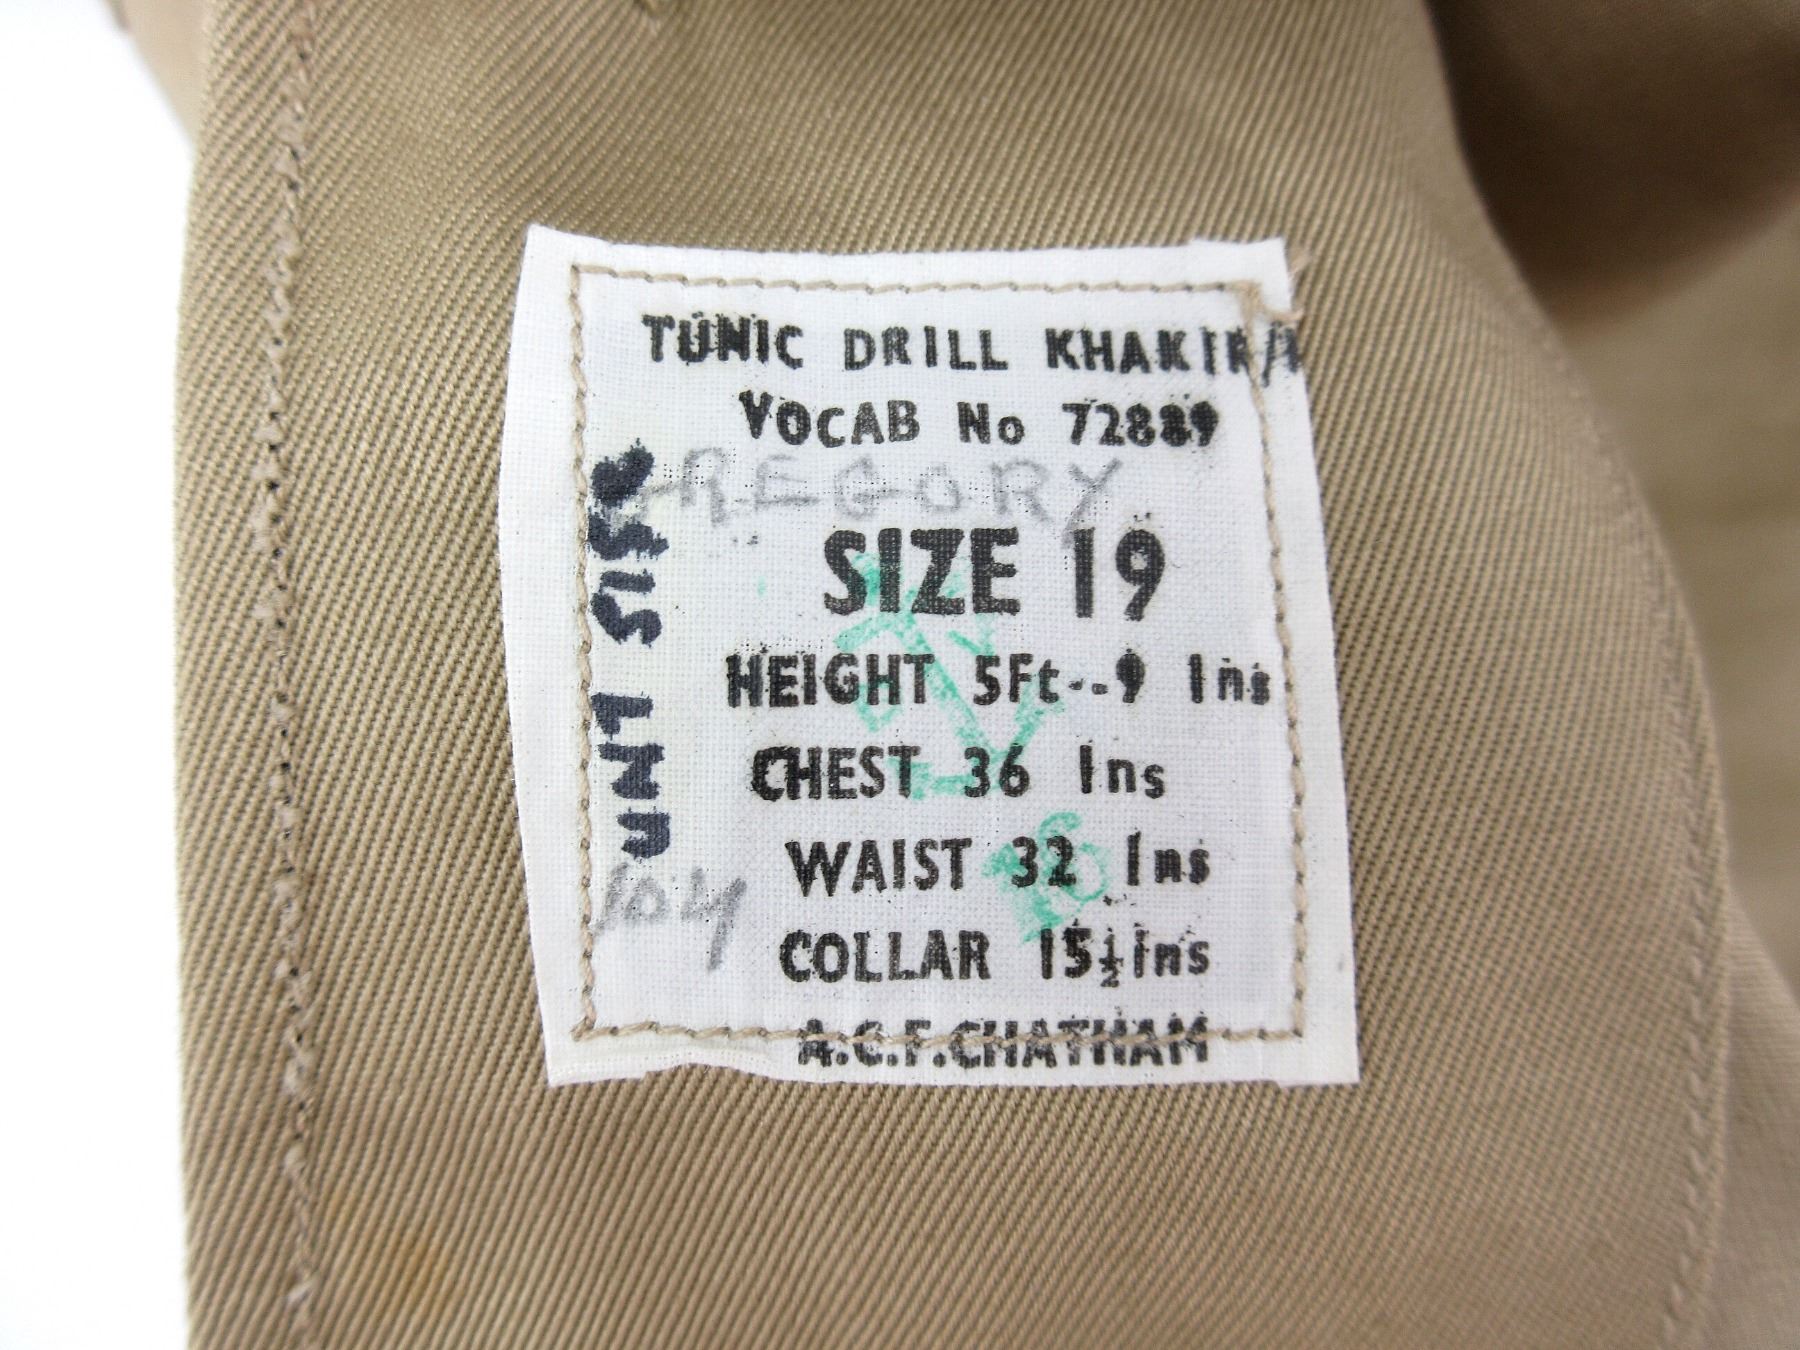 TUNIC DRILL KHAKI R/
VOCAB No 72889
GREGORY
SIZE 19
HEIGHT 5Ft--9 Ins
CHEST 36 Ins
WAIST 32 Ins
COLLAR 15½ Ins
A.C.F. CHATHAM